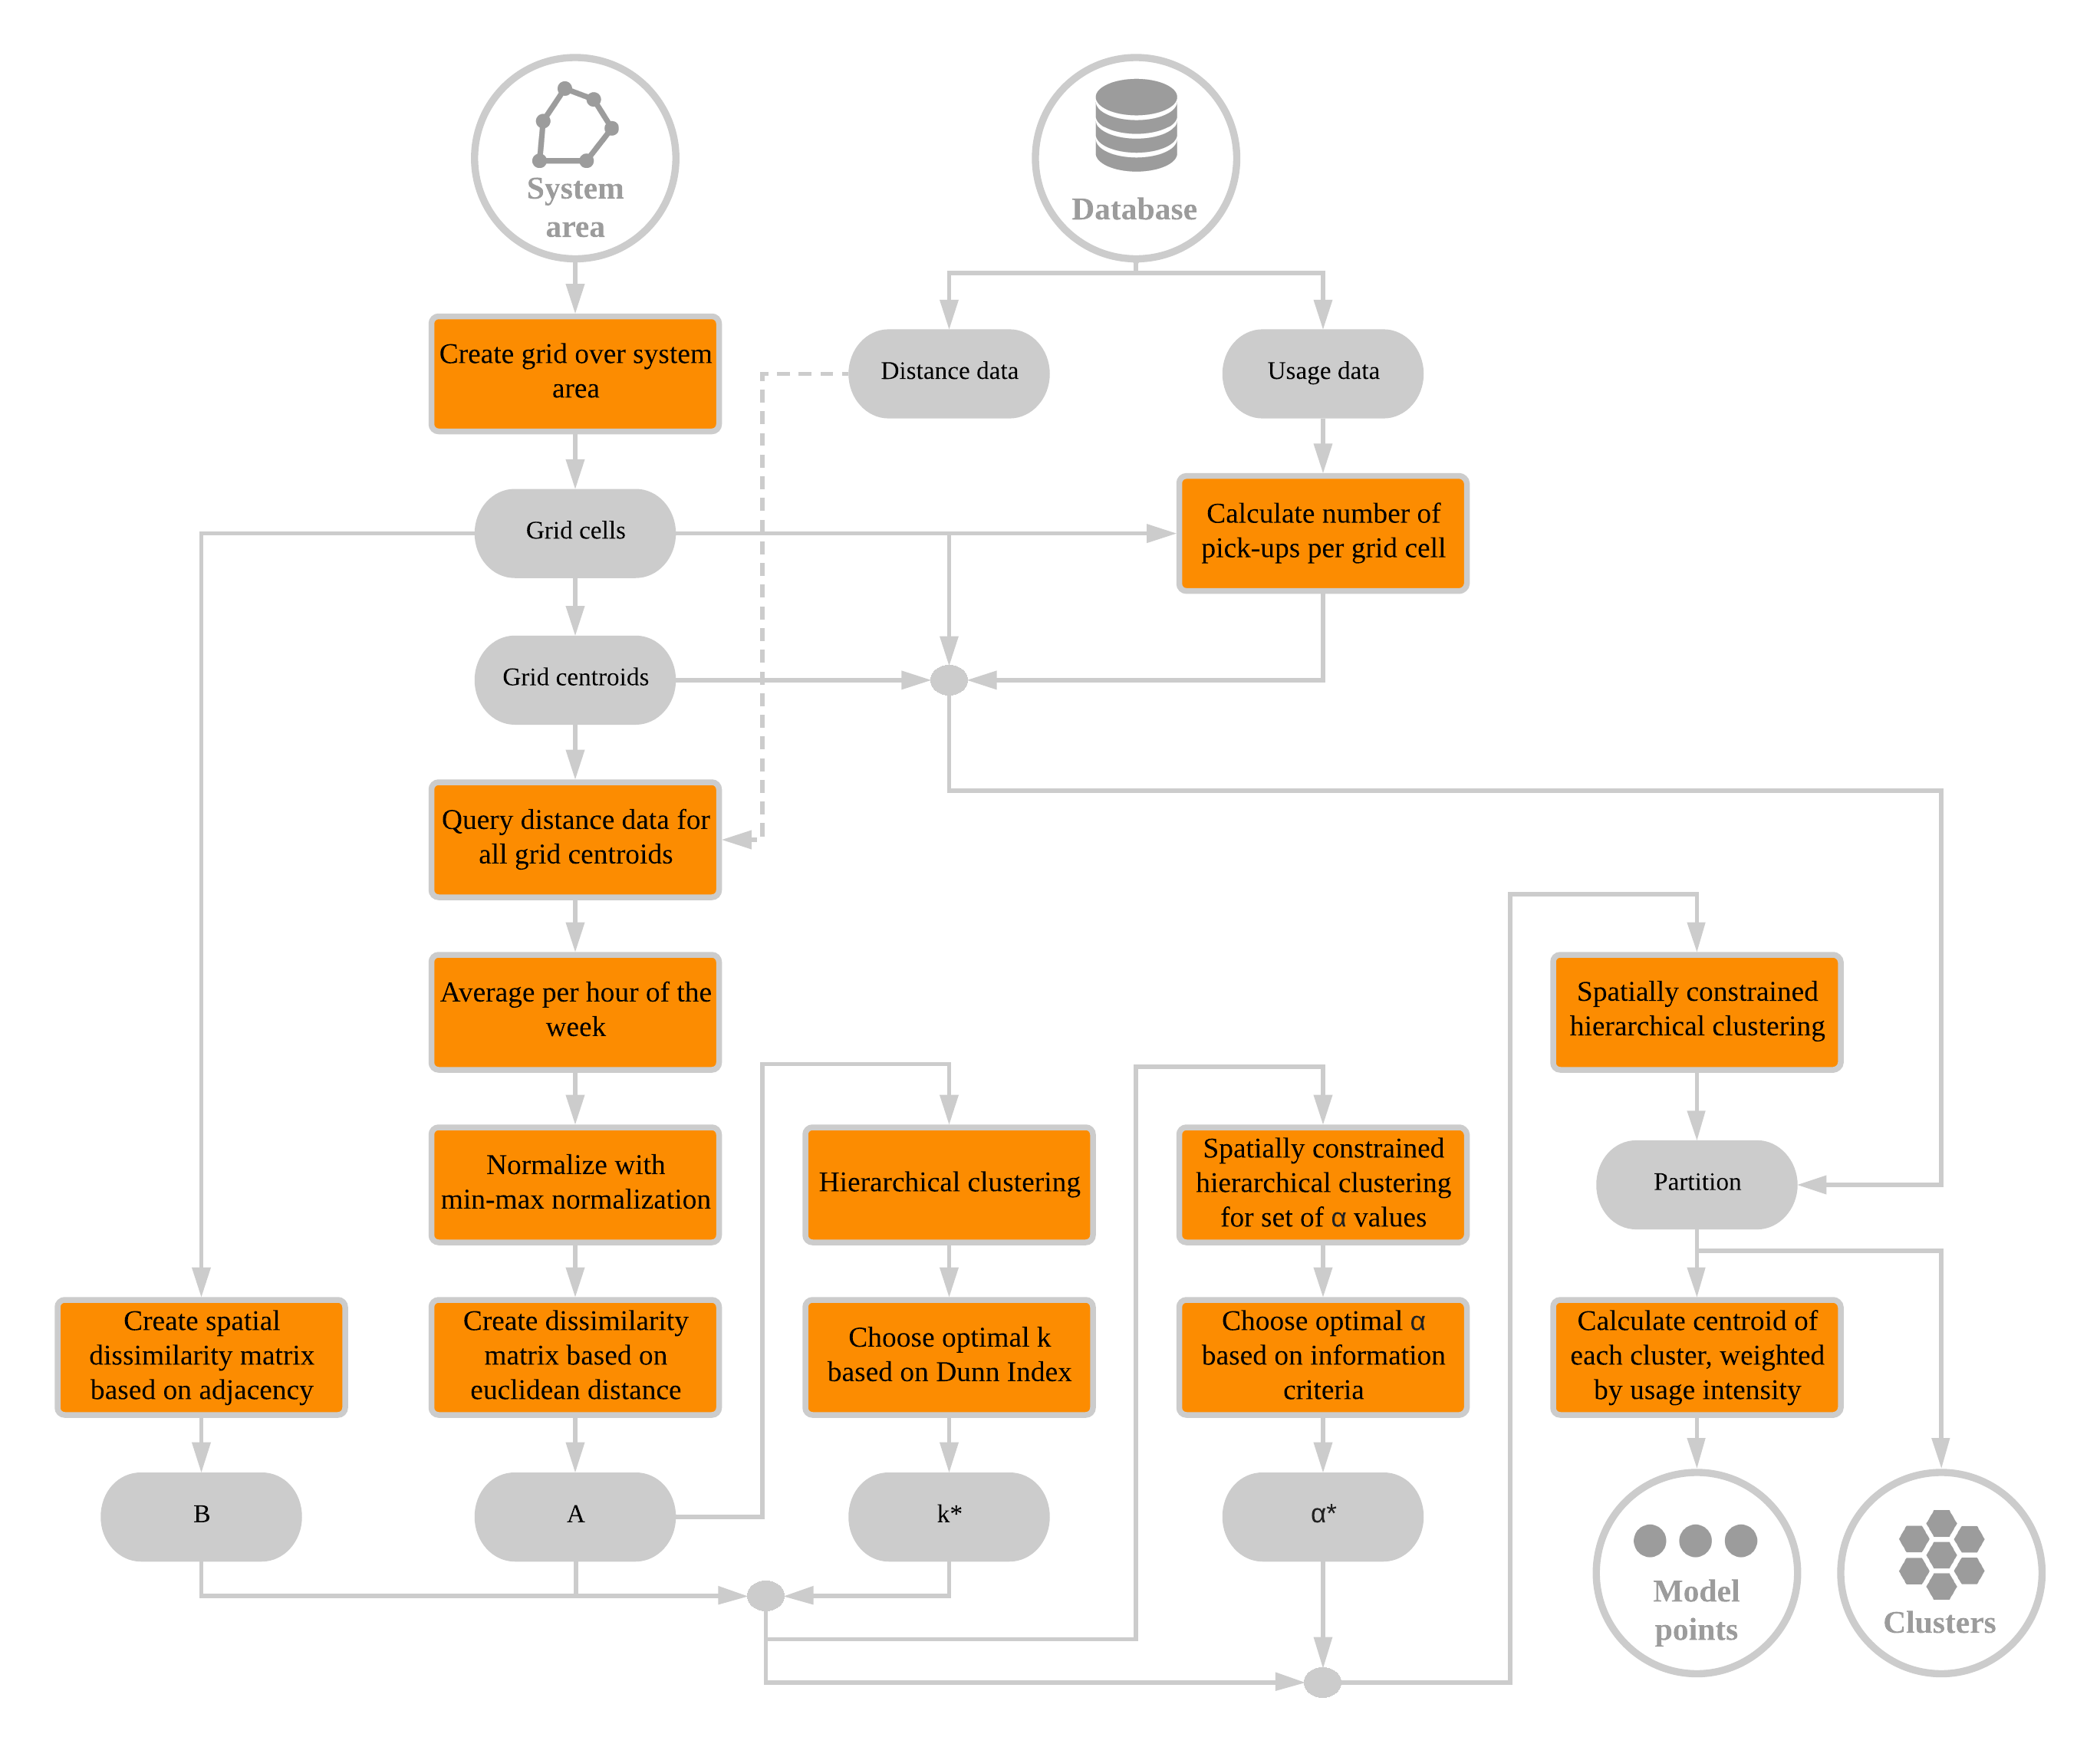 System
area
Database
Create grid over system
area
Distance data
Usage data
Grid cells
Calculate number of
pick-ups per grid cell
Grid centroids
Query distance data for
all grid centroids
Average per hour of the
week
Spatially constrained
hierarchical clustering
Normalize with
min-max normalization
Hierarchical clustering
Spatially constrained
hierarchical clustering
for set of α values
Partition
Create spatial
dissimilarity matrix
based on adjacency
Create dissimilarity
matrix based on
euclidean distance
Choose optimal k
based on Dunn Index
Choose optimal α
based on information
criteria
Calculate centroid of
each cluster, weighted
by usage intensity
B
A
k*
α*
Model
points
Clusters